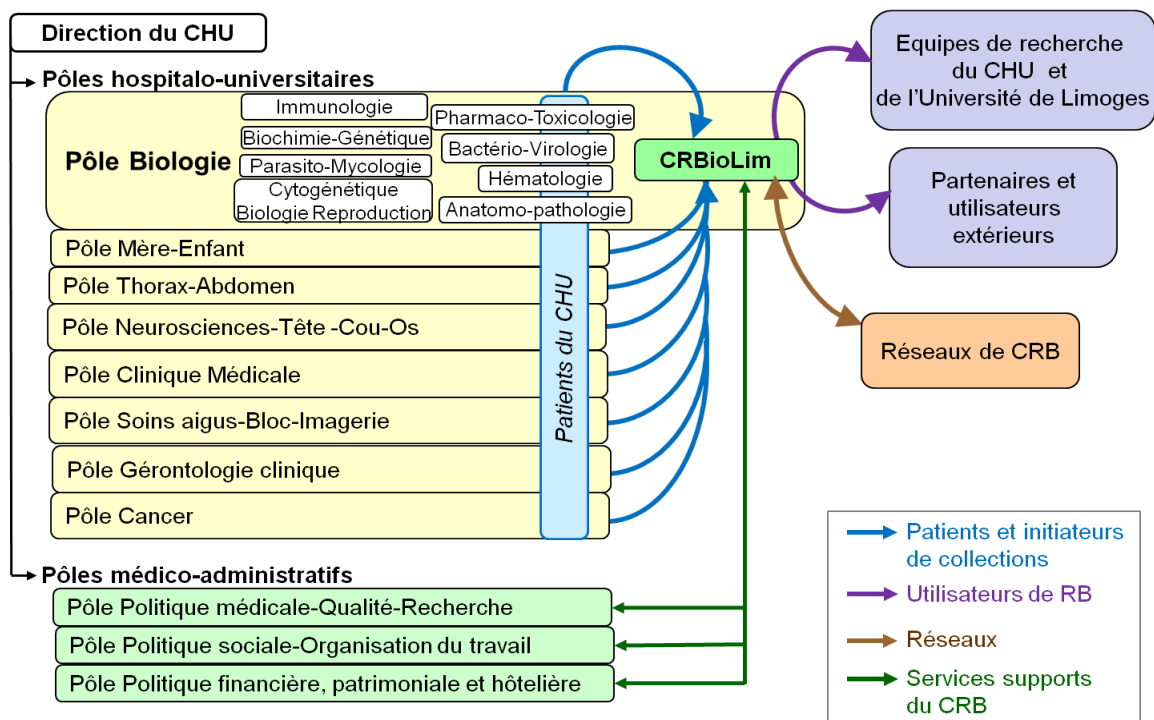 Direction du CHU
Pôles hospitalo-universitaires
Pôle Biologie
Immunologie
Biochimie-Génétique
Parasito-Mycologie
Cytogénétique
Biologie Reproduction
Pharmaco-Toxicologie
Bactério-Virologie
Hématologie
Anatomo-pathologie
CRBioLim
Pôle Mère-Enfant
Pôle Thorax-Abdomen
Pôle Neurosciences-Tête -Cou-Os
Pôle Clinique Médicale
Pôle Soins aigus-Bloc-Imagerie
Pôle Gérontologie clinique
Pôle Cancer
Patients du CHU
Pôles médico-administratifs
Pôle Politique médicale-Qualité-Recherche
Pôle Politique sociale-Organisation du travail
Pôle Politique financière, patrimoniale et hôtelière
Equipes de recherche
du CHU et
de l'Université de Limoges
Partenaires et
utilisateurs
extérieurs
Réseaux de CRB
Patients et initiateurs
de collections
Utilisateurs de RB
Réseaux
Services supports
du CRB